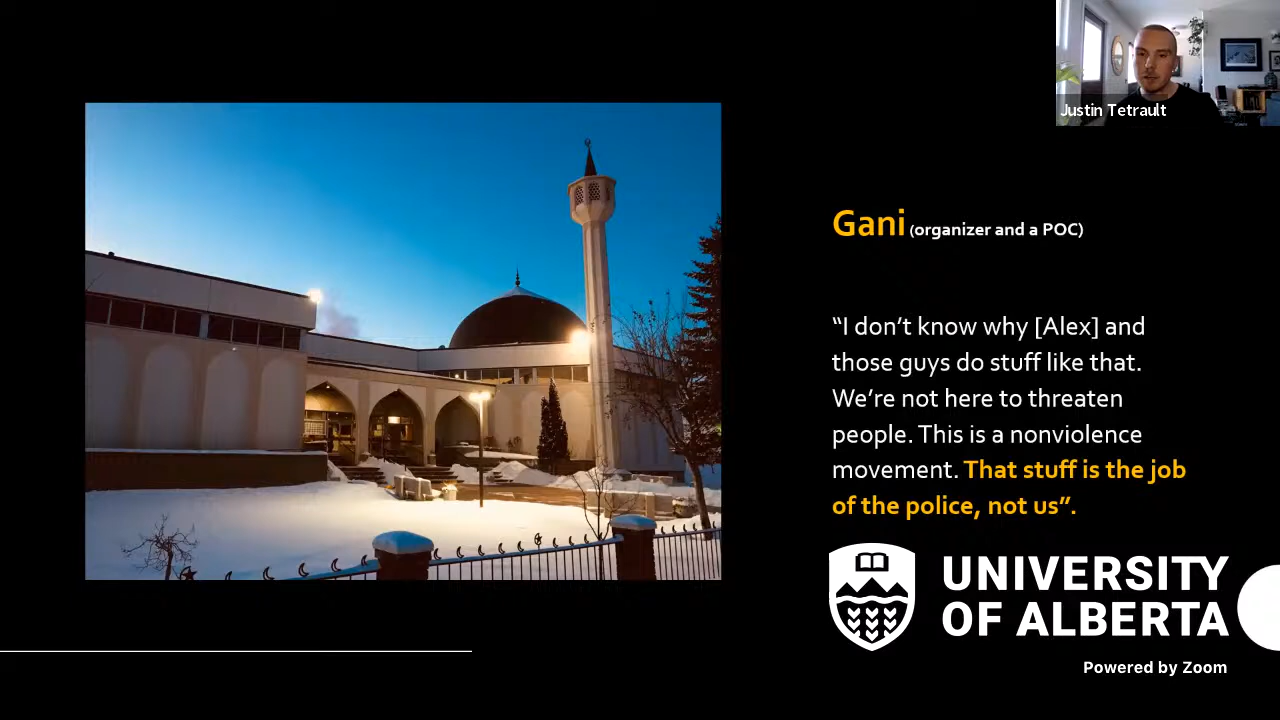 Justin Tetrault
Gani (organizer and a POC)
“I don’t know why [Alex] and
those guys do stuff like that.
We’re not here to threaten
people. This is a nonviolence
movement. That stuff is the job
of the police, not us”.
UNIVERSITY
OF ALBERTA
Powered by Zoom